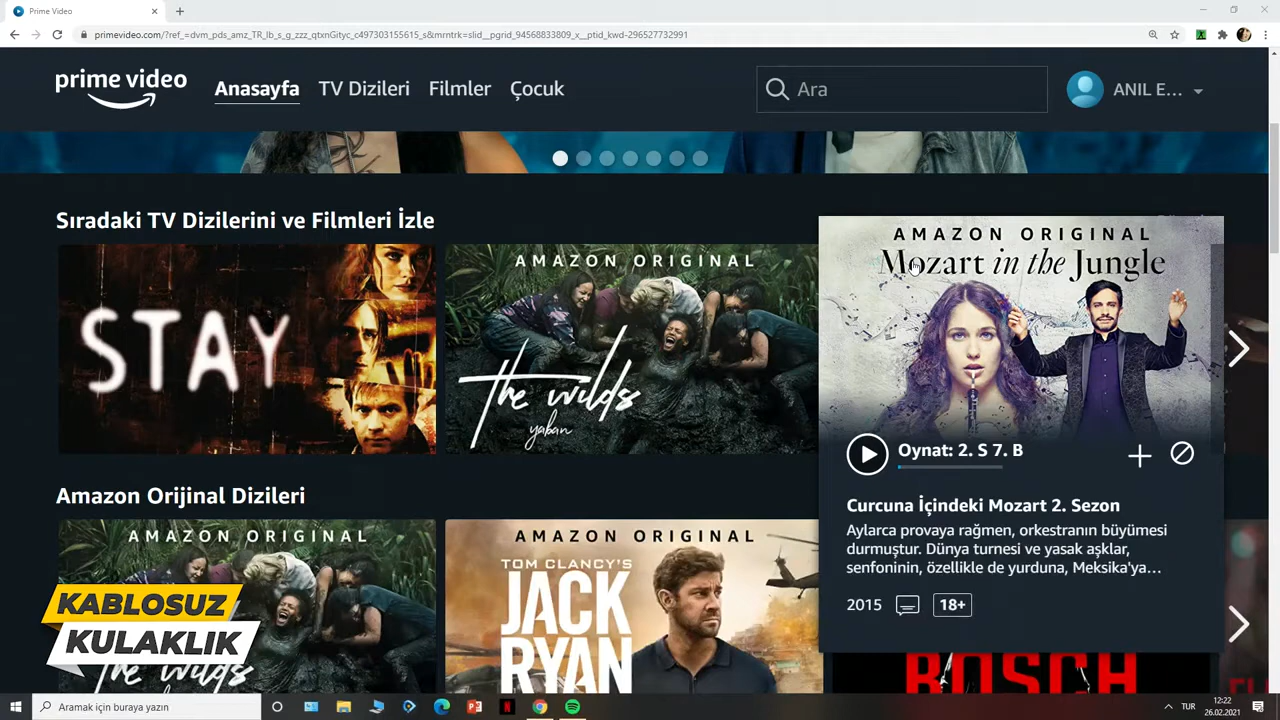 Prime Video
primevideo.com/?ref_=dvm_pds_amz_TR_lb_s_g_zzz_qtxnGityc_c497303155615_s&mrntrk=slid__pgrid_94568833809_x__ptid_kwd-296527732991
prime video
Anasayfa TV Dizileri Filmler Çocuk
Ara
ANIL E...
Sıradaki TV Dizilerini ve Filmleri İzle
STAY
AMAZON ORIGINAL
the wilds
yaban
AMAZON ORIGINAL
Mozart in the Jungle
Oynat: 2. S 7. B
Curcuna İçindeki Mozart 2. Sezon
Aylarca provaya rağmen, orkestranın büyümesi
durmuştur. Dünya turnesi ve yasak aşklar,
senfoninin, özellikle de yurduna, Meksika'ya...
2015 18+
Amazon Orijinal Dizileri
AMAZON ORIGINAL
the wilds
AMAZON ORIGINAL
TOM CLANCY'S
JACK
RYAN
BOSCH
KABLOSUZ
KULAKLIK
Aramak için buraya yazın
TUR
12:22
26.02.2021